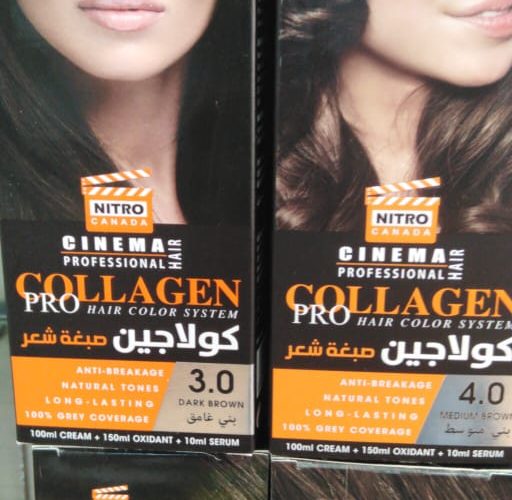 NITRO
CANADA
CINEMA HAIR
PROFESSIONAL
COLLAGEN
PRO HAIR COLOR SYSTEM
كولاجين صبغة شعر
ANTI-BREAKAGE
NATURAL TONES
LONG-LASTING
100% GREY COVERAGE
3.0
DARK BROWN
بني غامق
100ml CREAM + 150ml OXIDANT + 10ml SERUM
NITRO
CANADA
CINEMA HAIR
PROFESSIONAL
COLLAGEN
PRO HAIR COLOR SYSTEM
كولاجين صبغة شعر
ANTI-BREAKAGE
NATURAL TONES
LONG-LASTING
100% GREY COVERAGE
4.0
MEDIUM BROWN
بني متوسط
100ml CREAM + 150ml OXIDANT + 10ml SERUM